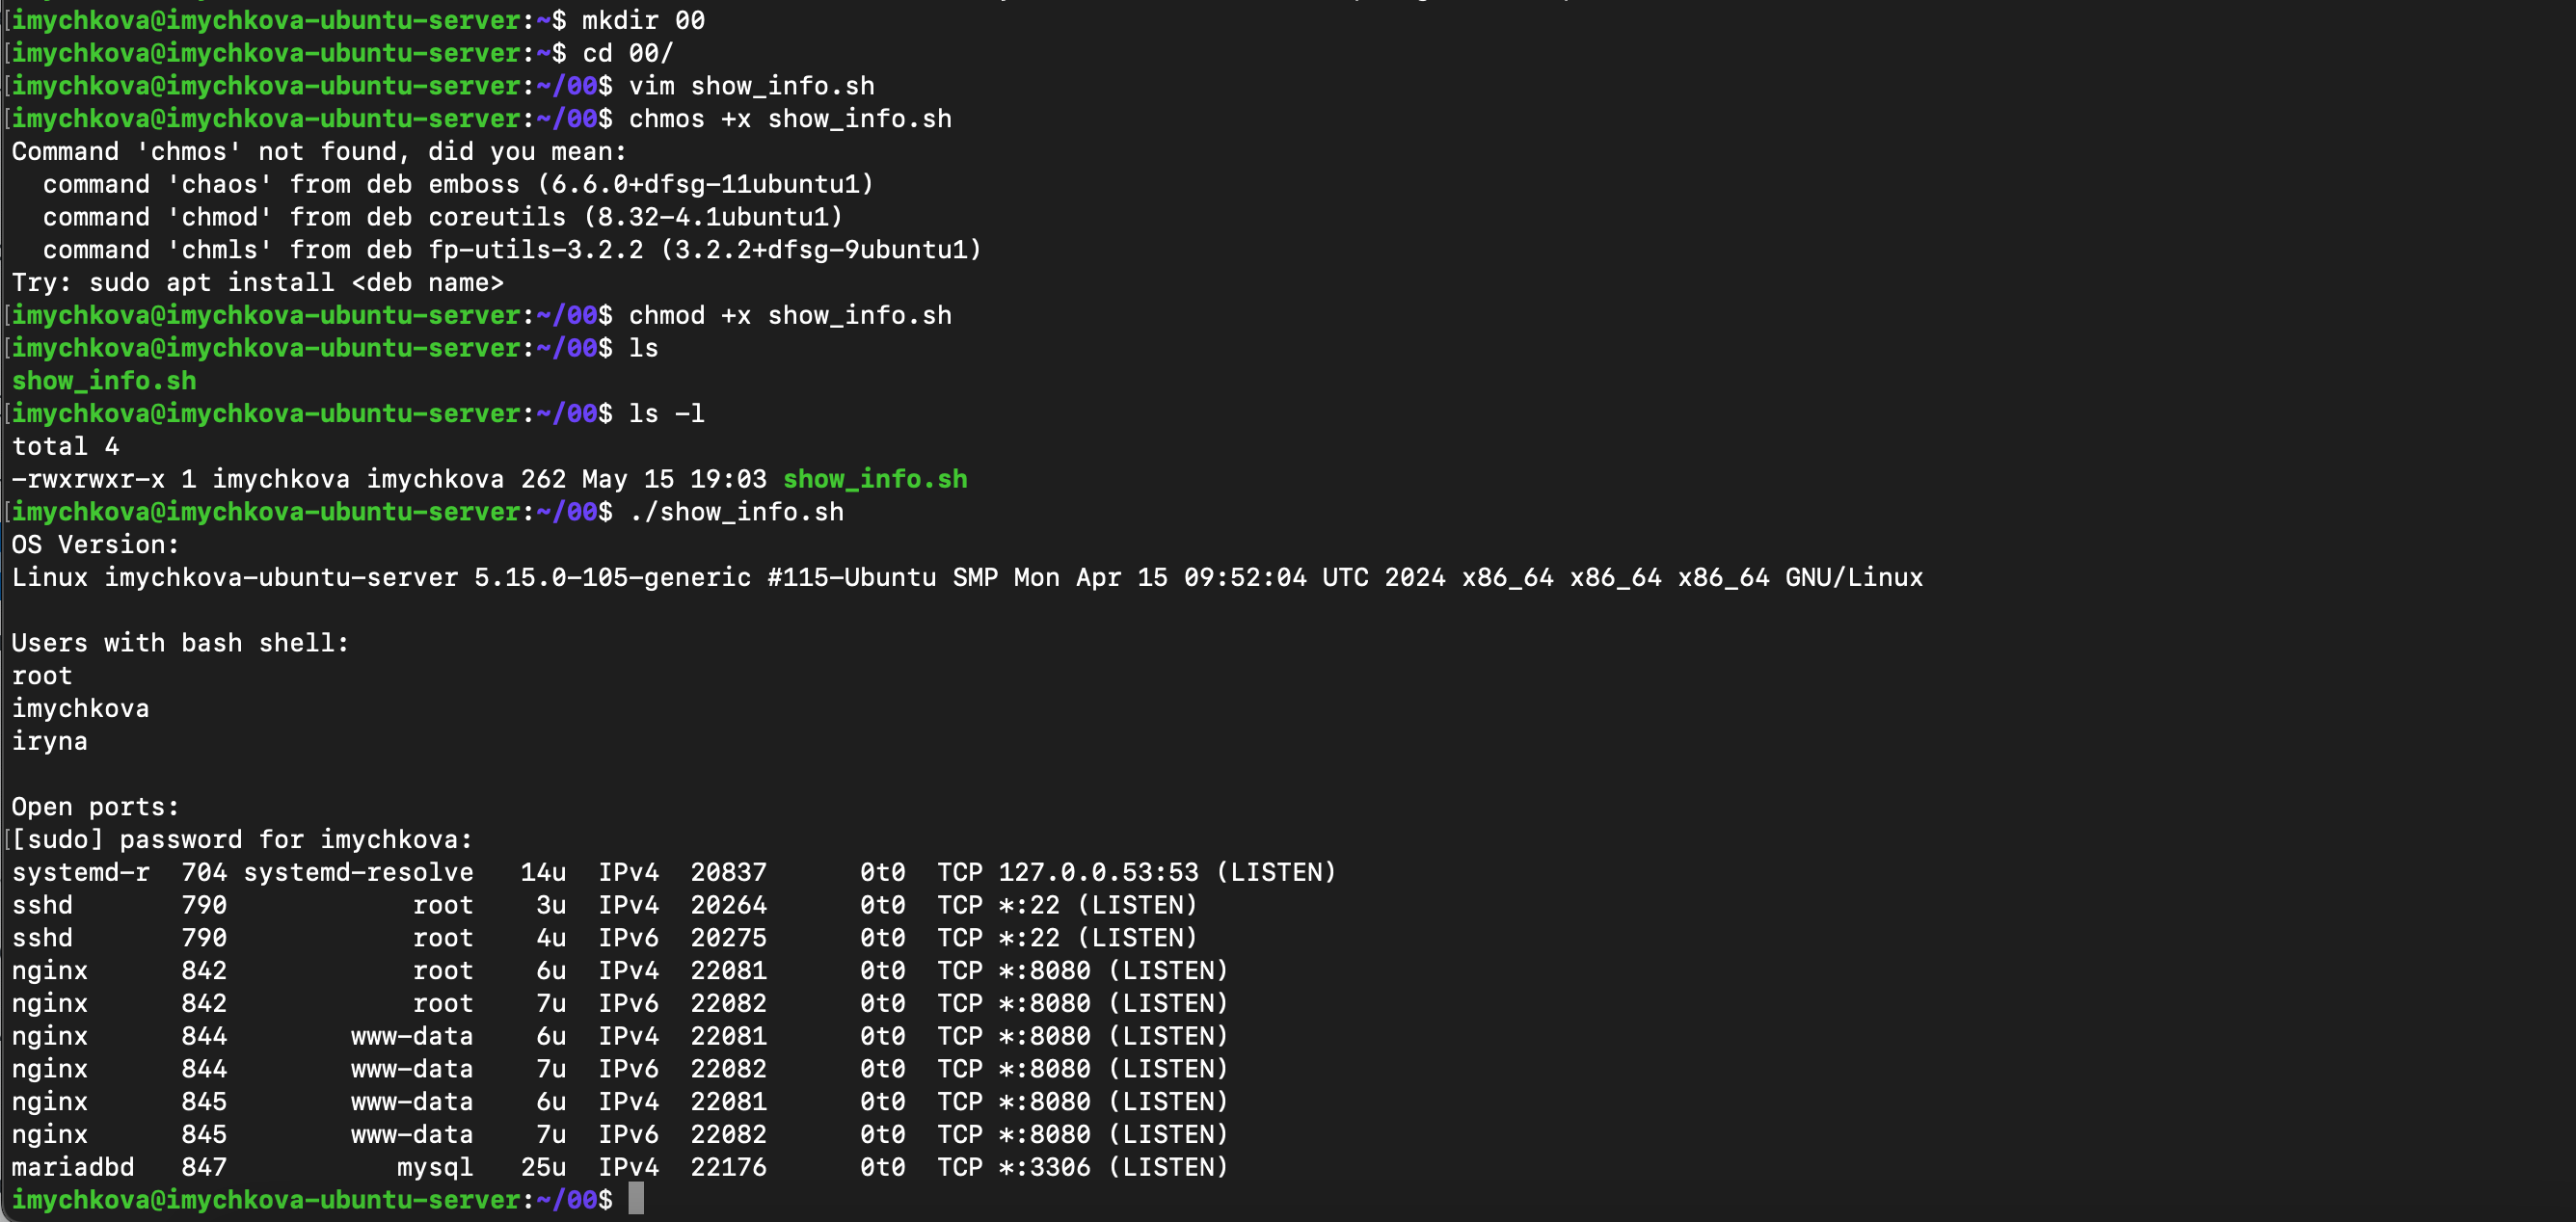 [imychkova@imychkova-ubuntu-server:~$ mkdir 00
[imychkova@imychkova-ubuntu-server:~$ cd 00/
[imychkova@imychkova-ubuntu-server:~/00$ vim show_info.sh
[imychkova@imychkova-ubuntu-server:~/00$ chmos +x show_info.sh
Command 'chmos' not found, did you mean:
  command 'chaos' from deb emboss (6.6.0+dfsg-11ubuntu1)
  command 'chmod' from deb coreutils (8.32-4.1ubuntu1)
  command 'chmls' from deb fp-utils-3.2.2 (3.2.2+dfsg-9ubuntu1)
Try: sudo apt install <deb name>
[imychkova@imychkova-ubuntu-server:~/00$ chmod +x show_info.sh
[imychkova@imychkova-ubuntu-server:~/00$ ls
show_info.sh
[imychkova@imychkova-ubuntu-server:~/00$ ls -l
total 4
-rwxrwxr-x 1 imychkova imychkova 262 May 15 19:03 show_info.sh
[imychkova@imychkova-ubuntu-server:~/00$ ./show_info.sh
OS Version:
Linux imychkova-ubuntu-server 5.15.0-105-generic #115-Ubuntu SMP Mon Apr 15 09:52:04 UTC 2024 x86_64 x86_64 x86_64 GNU/Linux

Users with bash shell:
root
imychkova
iryna

Open ports:
[[sudo] password for imychkova:
systemd-r  704 systemd-resolve   14u  IPv4  20837      0t0  TCP 127.0.0.53:53 (LISTEN)
sshd       790            root    3u  IPv4  20264      0t0  TCP *:22 (LISTEN)
sshd       790            root    4u  IPv6  20275      0t0  TCP *:22 (LISTEN)
nginx      842            root    6u  IPv4  22081      0t0  TCP *:8080 (LISTEN)
nginx      842            root    7u  IPv6  22082      0t0  TCP *:8080 (LISTEN)
nginx      844        www-data    6u  IPv4  22081      0t0  TCP *:8080 (LISTEN)
nginx      844        www-data    7u  IPv6  22082      0t0  TCP *:8080 (LISTEN)
nginx      845        www-data    6u  IPv4  22081      0t0  TCP *:8080 (LISTEN)
nginx      845        www-data    7u  IPv6  22082      0t0  TCP *:8080 (LISTEN)
mariadbd   847           mysql   25u  IPv4  22176      0t0  TCP *:3306 (LISTEN)
imychkova@imychkova-ubuntu-server:~/00$